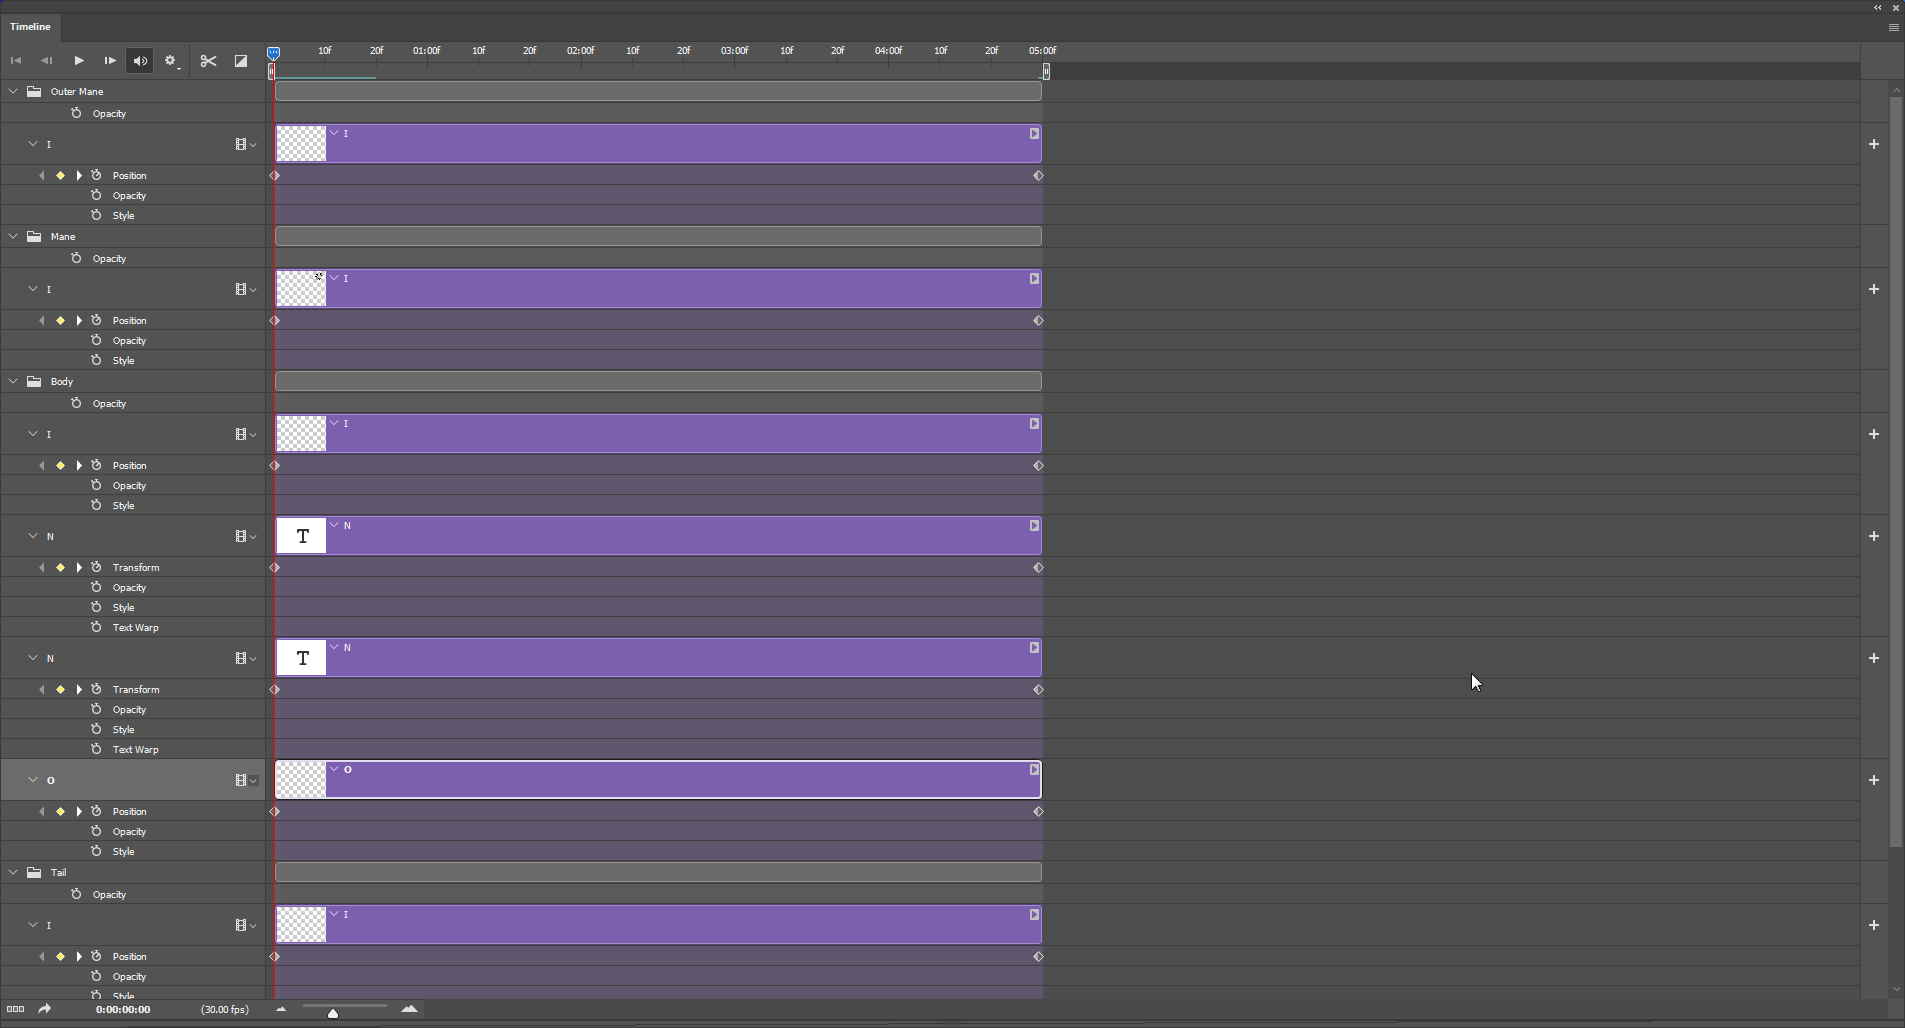 Timeline
10f 20f 01:00f 10f 20f 02:00f 10f 20f 03:00f 10f 20f 04:00f 10f 20f 05:00f
Outer Mane
Opacity
I I
Position
Opacity
Style
Mane
Opacity
I I
Position
Opacity
Style
Body
Opacity
I I
Position
Opacity
Style
N T N
Transform
Opacity
Style
Text Warp
N T N
Transform
Opacity
Style
Text Warp
O O
Position
Opacity
Style
Tail
Opacity
I I
Position
Opacity
Style
0:00:00:00 (30.00 fps)